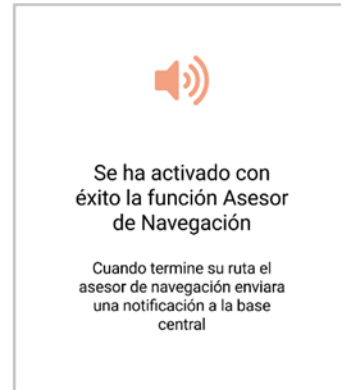 Se ha activado con
éxito la función Asesor
de Navegación
Cuando termine su ruta el
asesor de navegación enviara
una notificación a la base
central